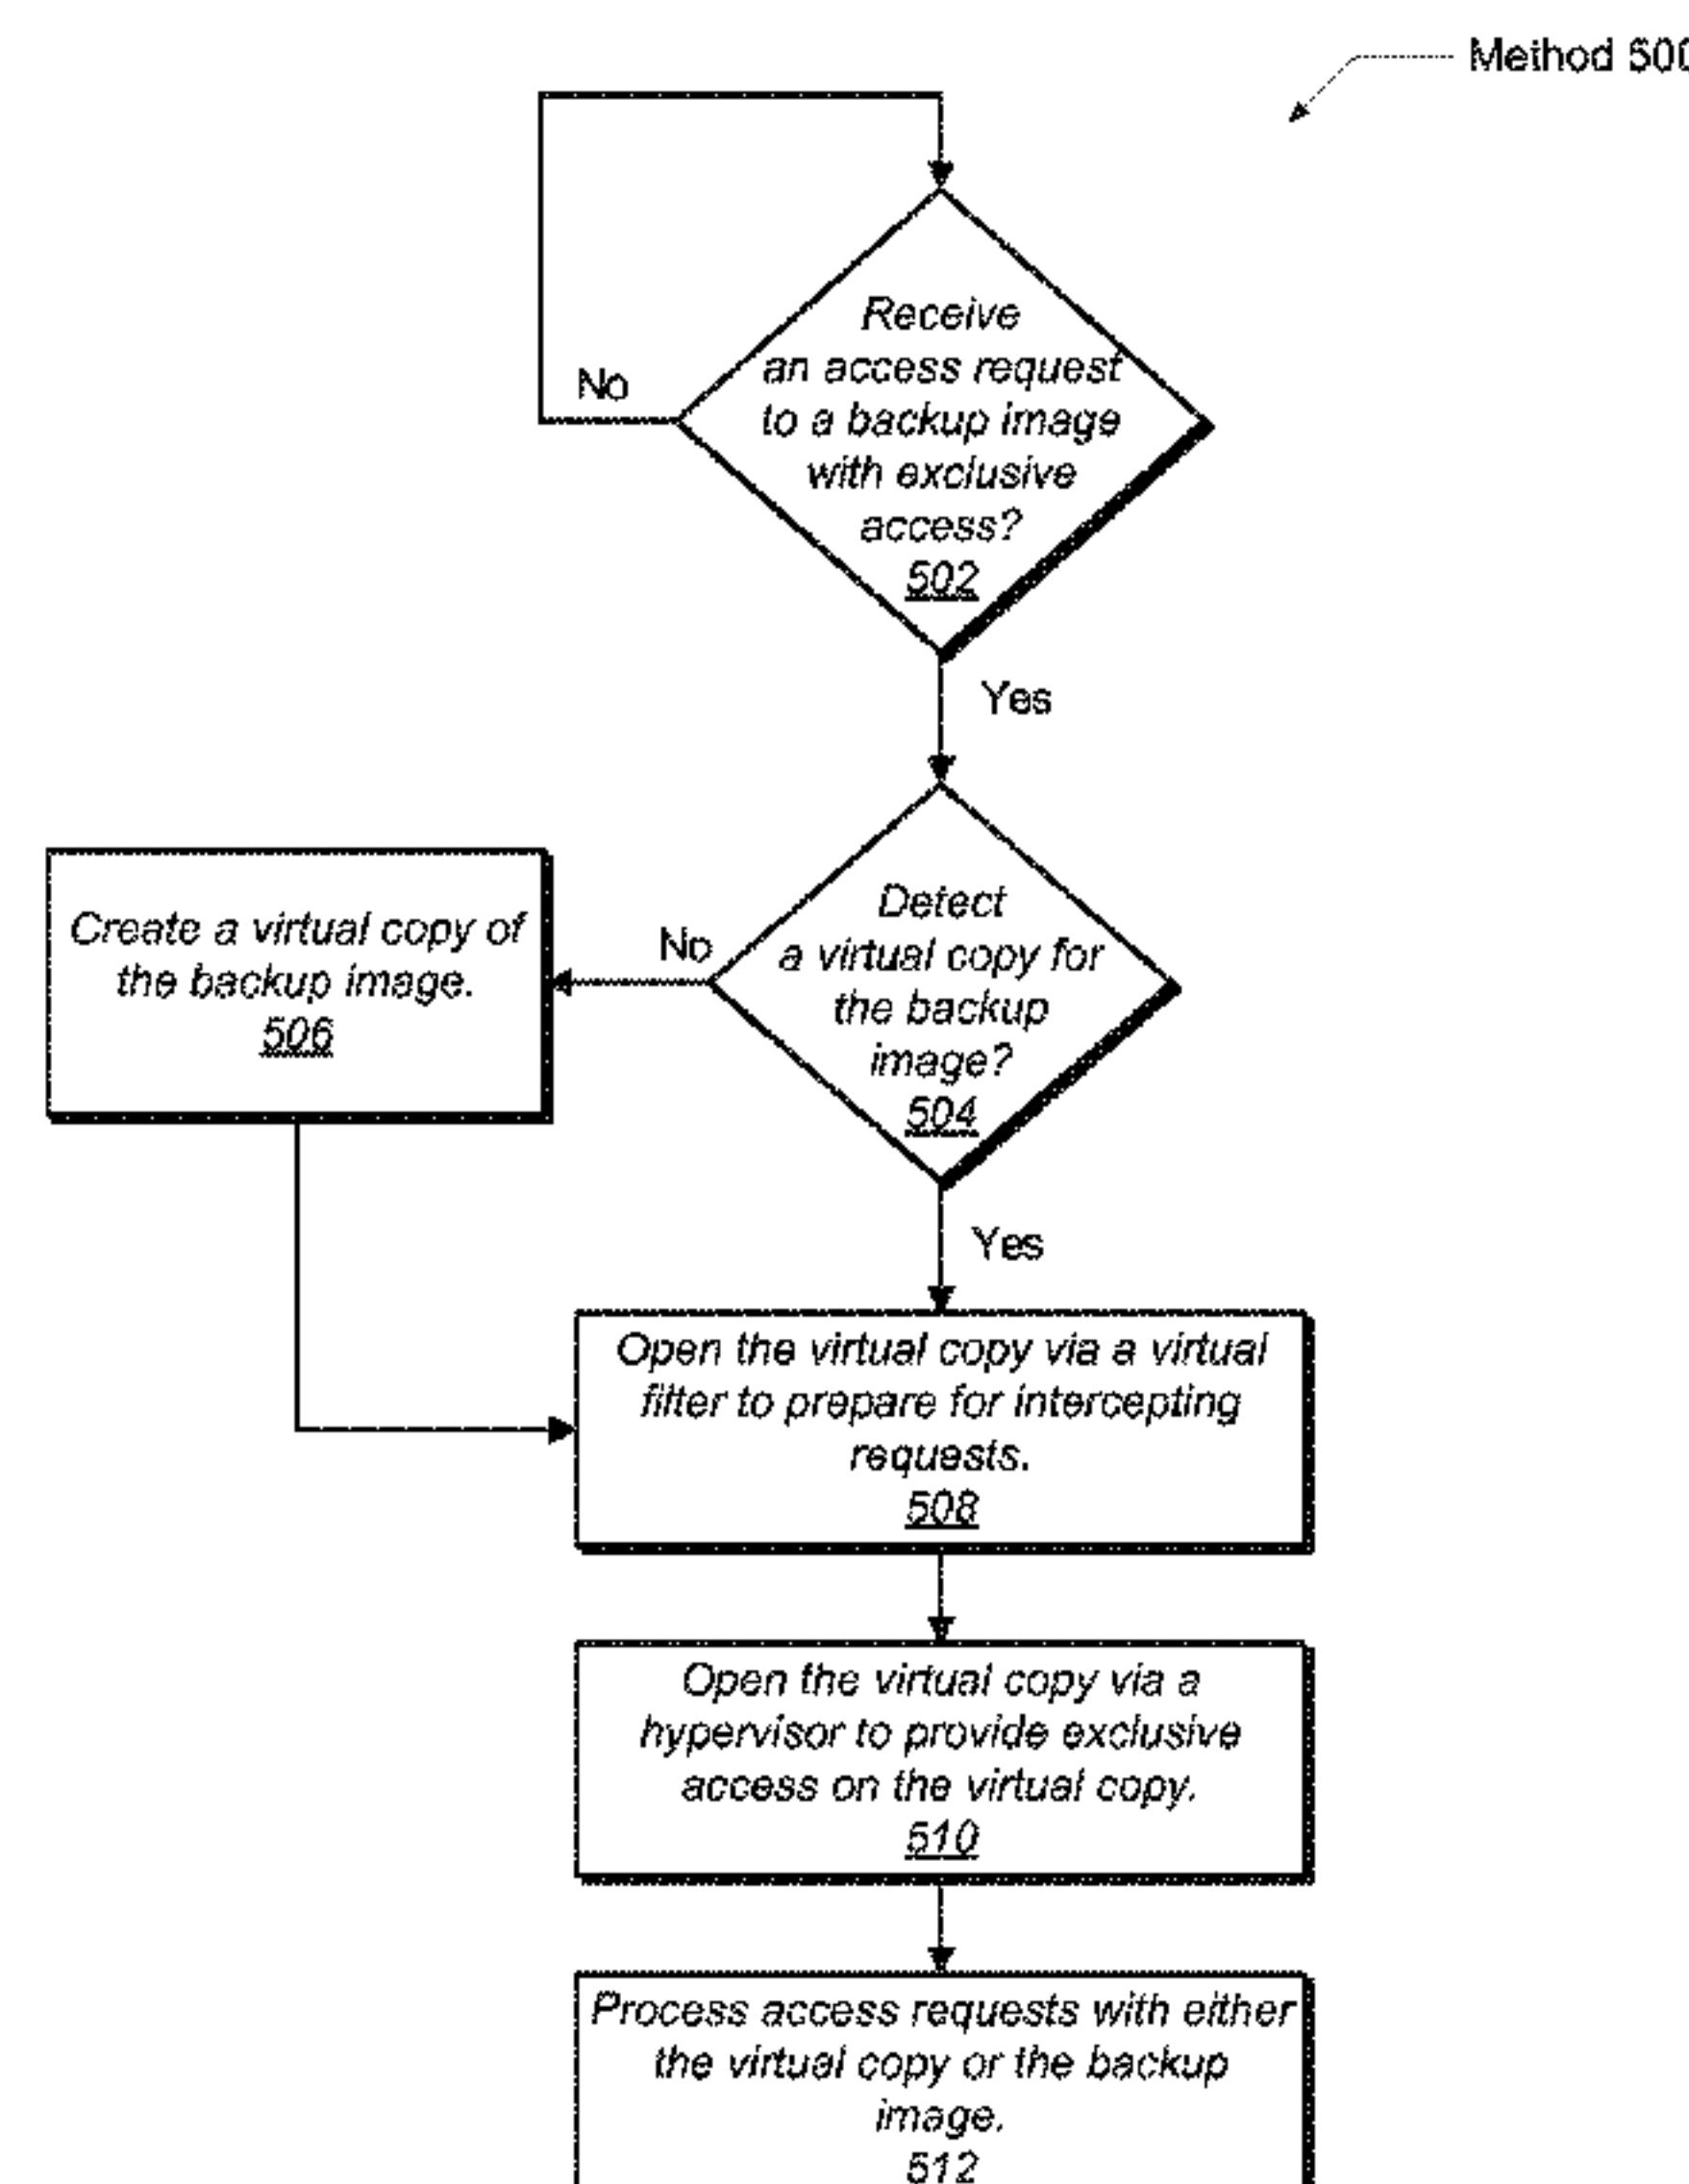 Method 500
Receive
an access request
to a backup image
with exclusive
access?
502
No
Yes
Detect
a virtual copy for
the backup
image?
504
No
Create a virtual copy of
the backup image.
506
Yes
Open the virtual copy via a virtual
filter to prepare for intercepting
requests.
508
Open the virtual copy via a
hypervisor to provide exclusive
access on the virtual copy.
510
Process access requests with either
the virtual copy or the backup
image.
512